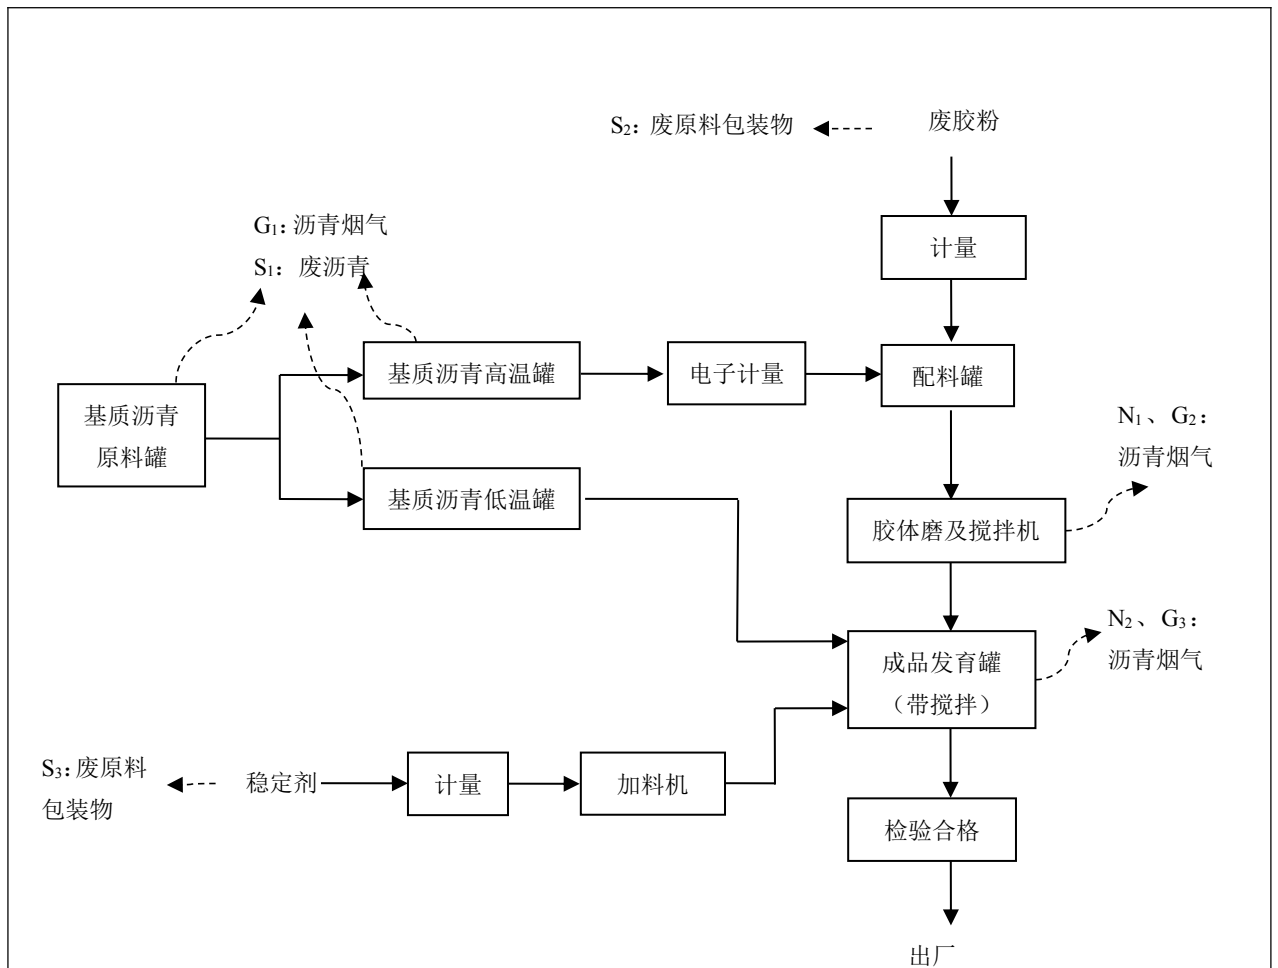 S₂：废原料包装物
废胶粉
G₁：沥青烟气
S₁：废沥青
计量
基质沥青高温罐
电子计量
配料罐
基质沥青
原料罐
N₁、G₂：
沥青烟气
基质沥青低温罐
胶体磨及搅拌机
N₂、G₃：
沥青烟气
成品发育罐
（带搅拌）
S₃：废原料
包装物
稳定剂
计量
加料机
检验合格
出厂